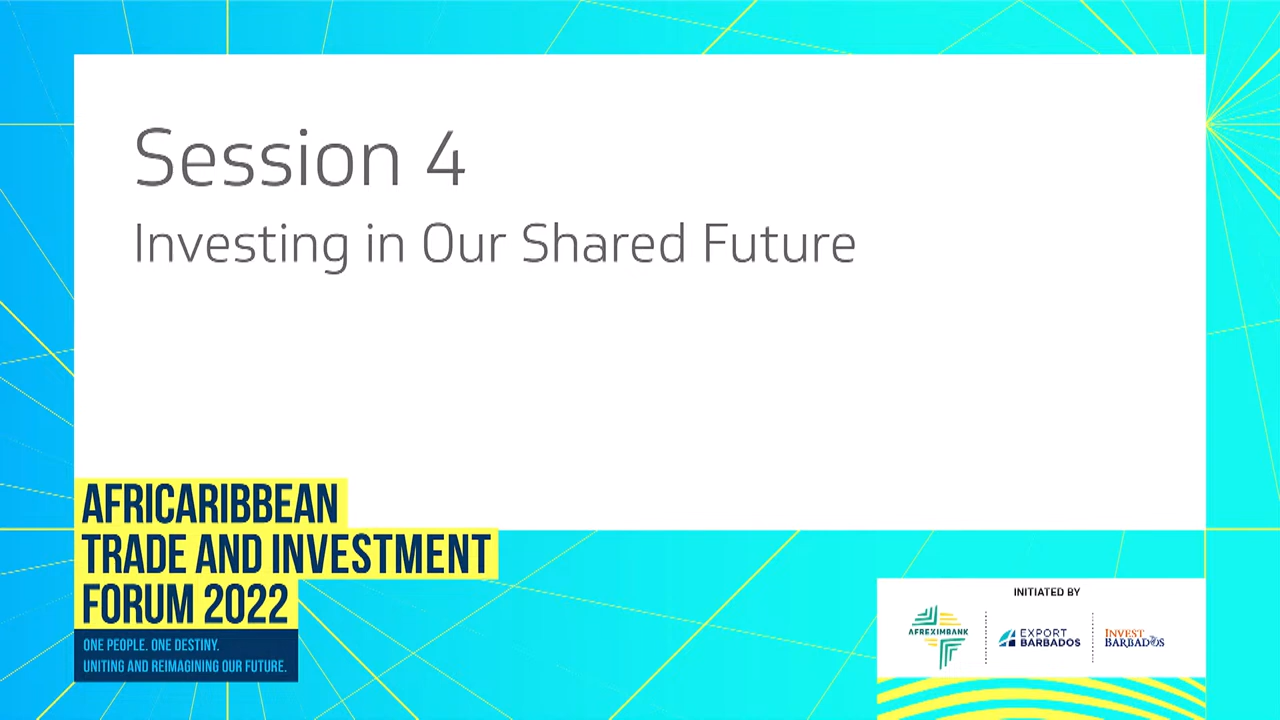 Session 4
Investing in Our Shared Future
AFRICARIBBEAN
TRADE AND INVESTMENT
FORUM 2022
ONE PEOPLE. ONE DESTINY.
UNITING AND REIMAGINING OUR FUTURE.
INITIATED BY
AFREXIMBANK
EXPORT
BARBADOS
INVEST
BARBADOS